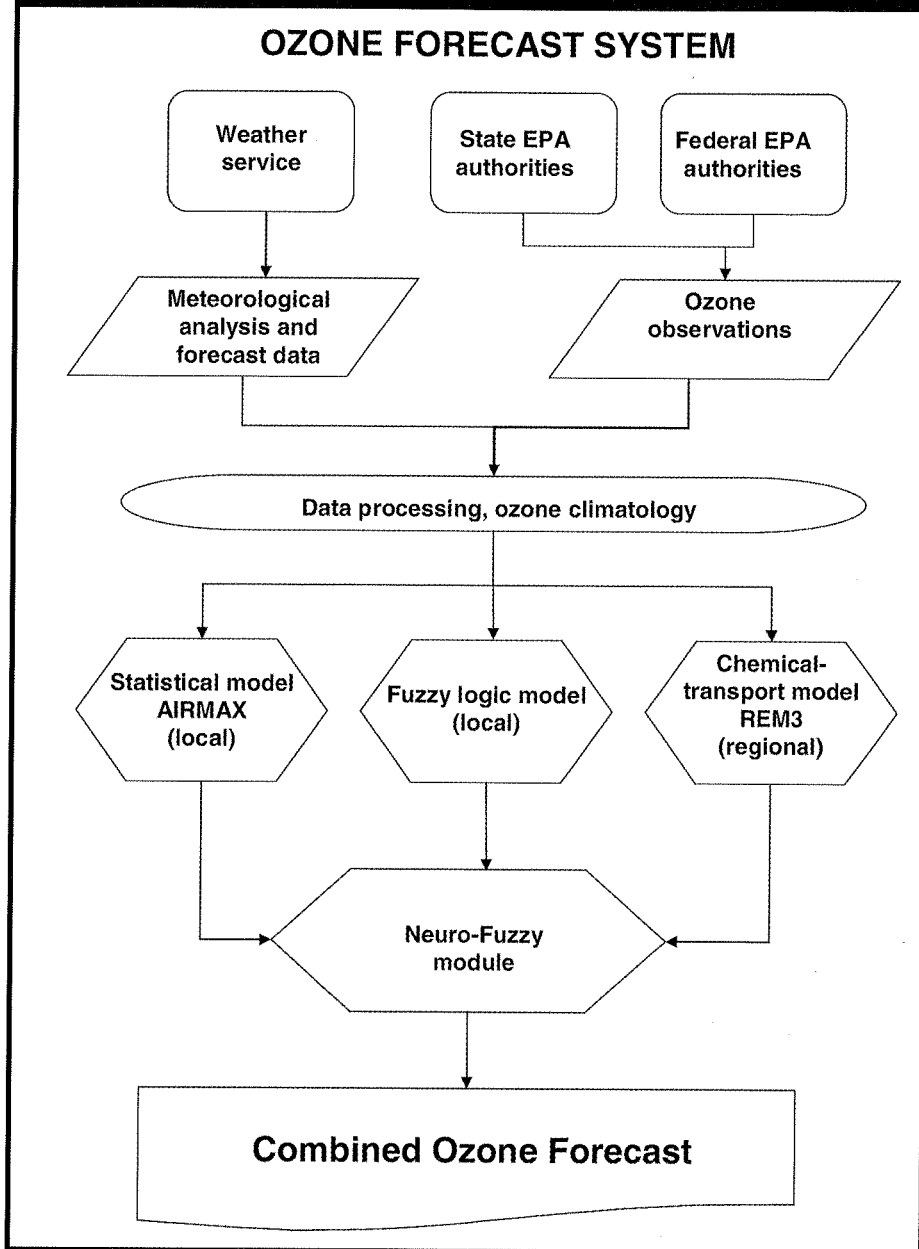 OZONE FORECAST SYSTEM
Weather
service
State EPA
authorities
Federal EPA
authorities
Meteorological
analysis and
forecast data
Ozone
observations
Data processing, ozone climatology
Statistical model
AIRMAX
(local)
Fuzzy logic model
(local)
Chemical-
transport model
REM3
(regional)
Neuro-Fuzzy
module
Combined Ozone Forecast